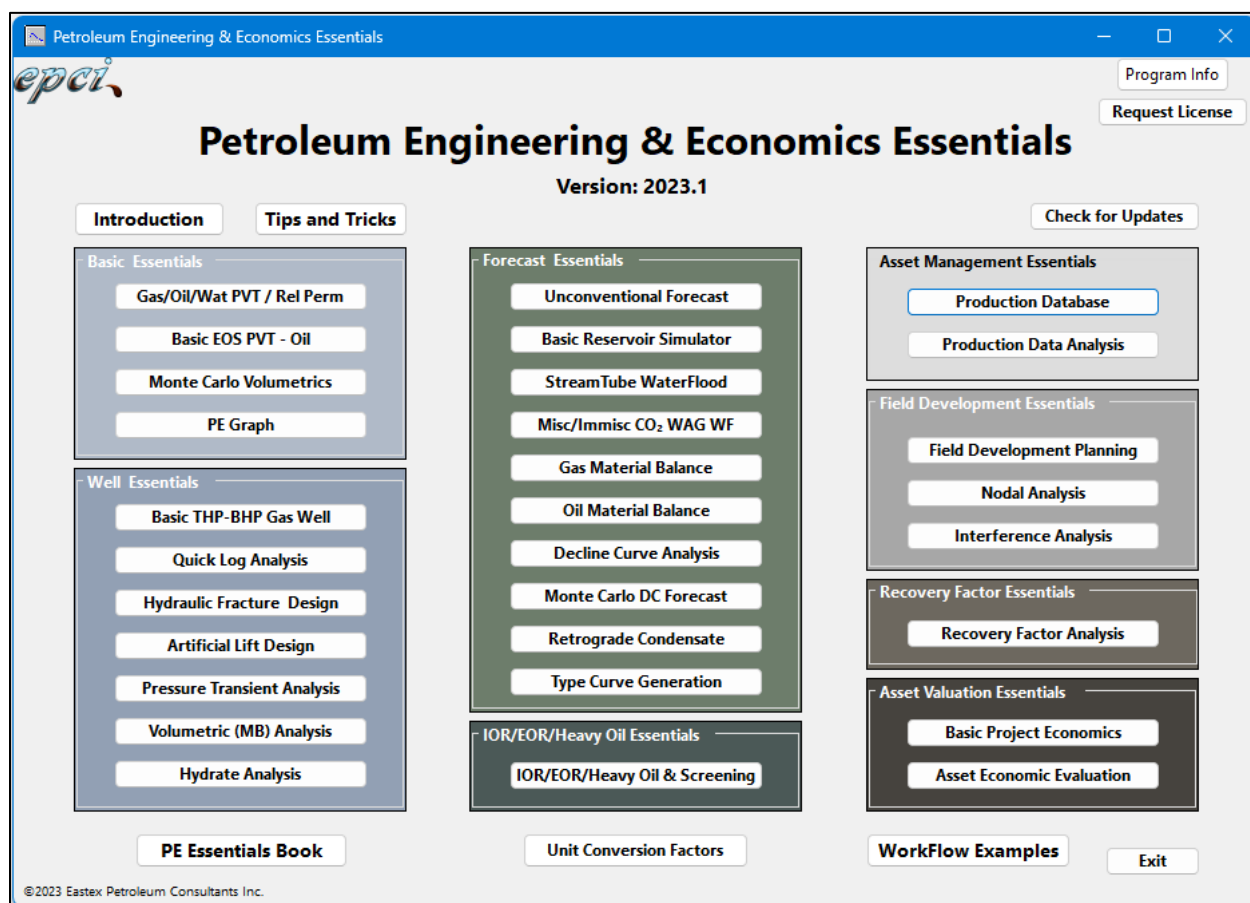 Petroleum Engineering & Economics Essentials
epci
Program Info
Request License
Petroleum Engineering & Economics Essentials
Version: 2023.1
Introduction
Tips and Tricks
Check for Updates
Basic Essentials
Gas/Oil/Wat PVT / Rel Perm
Basic EOS PVT - Oil
Monte Carlo Volumetrics
PE Graph
Well Essentials
Basic THP-BHP Gas Well
Quick Log Analysis
Hydraulic Fracture Design
Artificial Lift Design
Pressure Transient Analysis
Volumetric (MB) Analysis
Hydrate Analysis
Forecast Essentials
Unconventional Forecast
Basic Reservoir Simulator
StreamTube WaterFlood
Misc/Immisc CO₂ WAG WF
Gas Material Balance
Oil Material Balance
Decline Curve Analysis
Monte Carlo DC Forecast
Retrograde Condensate
Type Curve Generation
IOR/EOR/Heavy Oil Essentials
IOR/EOR/Heavy Oil & Screening
Asset Management Essentials
Production Database
Production Data Analysis
Field Development Essentials
Field Development Planning
Nodal Analysis
Interference Analysis
Recovery Factor Essentials
Recovery Factor Analysis
Asset Valuation Essentials
Basic Project Economics
Asset Economic Evaluation
PE Essentials Book
Unit Conversion Factors
WorkFlow Examples
Exit
©2023 Eastex Petroleum Consultants Inc.